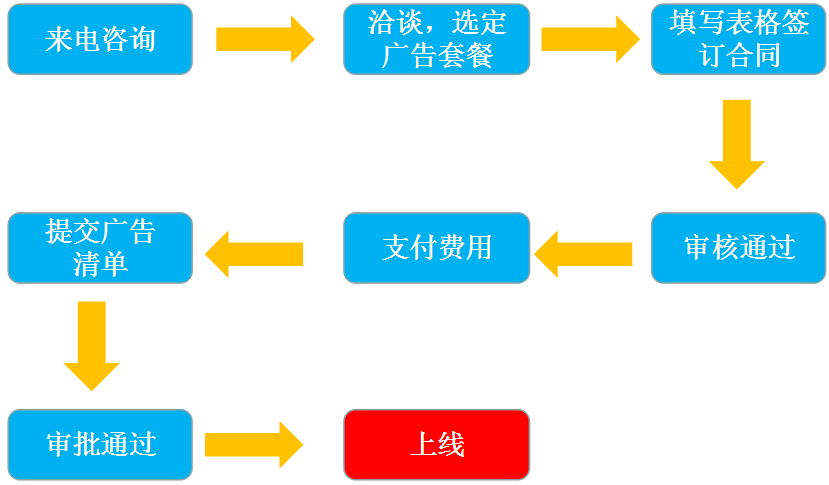 来电咨询
洽谈，选定
广告套餐
填写表格签
订合同
审核通过
支付费用
提交广告
清单
审批通过
上线